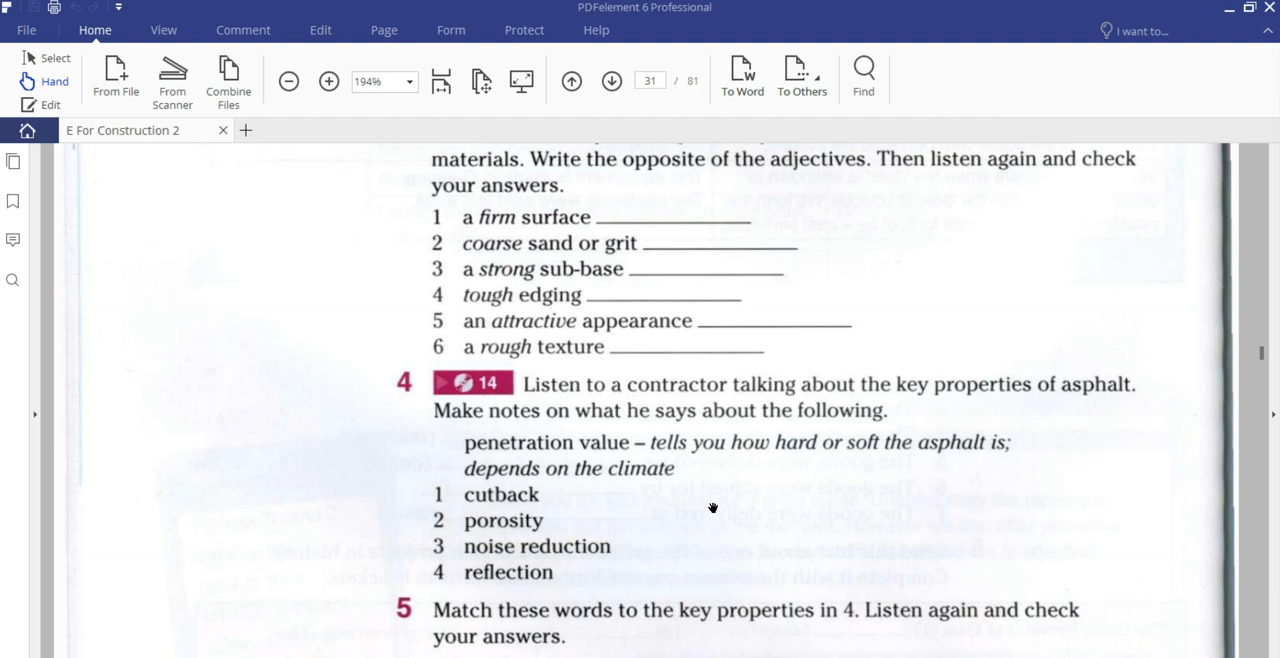 PDFelement 6 Professional
File Home View Comment Edit Page Form Protect Help I want to...
Select
Hand
Edit
From File
From Scanner
Combine Files
194%
31 / 81
To Word
To Others
Find
E For Construction 2
materials. Write the opposite of the adjectives. Then listen again and check
your answers.
1 a firm surface
2 coarse sand or grit
3 a strong sub-base
4 tough edging
5 an attractive appearance
6 a rough texture
4 14 Listen to a contractor talking about the key properties of asphalt.
Make notes on what he says about the following.
penetration value – tells you how hard or soft the asphalt is;
depends on the climate
1 cutback
2 porosity
3 noise reduction
4 reflection
5 Match these words to the key properties in 4. Listen again and check
your answers.